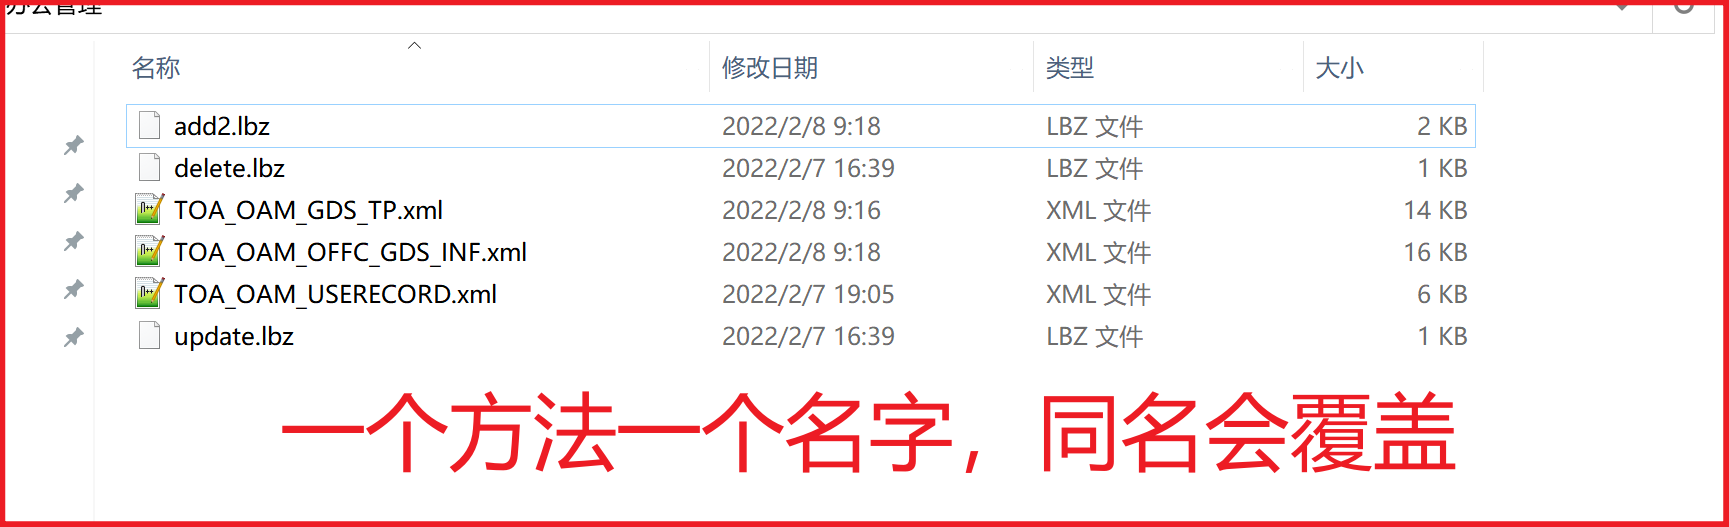 办公管理
名称 修改日期 类型 大小
add2.lbz 2022/2/8 9:18 LBZ 文件 2 KB
delete.lbz 2022/2/7 16:39 LBZ 文件 1 KB
TOA_OAM_GDS_TP.xml 2022/2/8 9:16 XML 文件 14 KB
TOA_OAM_OFFC_GDS_INF.xml 2022/2/8 9:18 XML 文件 16 KB
TOA_OAM_USERECORD.xml 2022/2/7 19:05 XML 文件 6 KB
update.lbz 2022/2/7 16:39 LBZ 文件 1 KB
一个方法一个名字，同名会覆盖